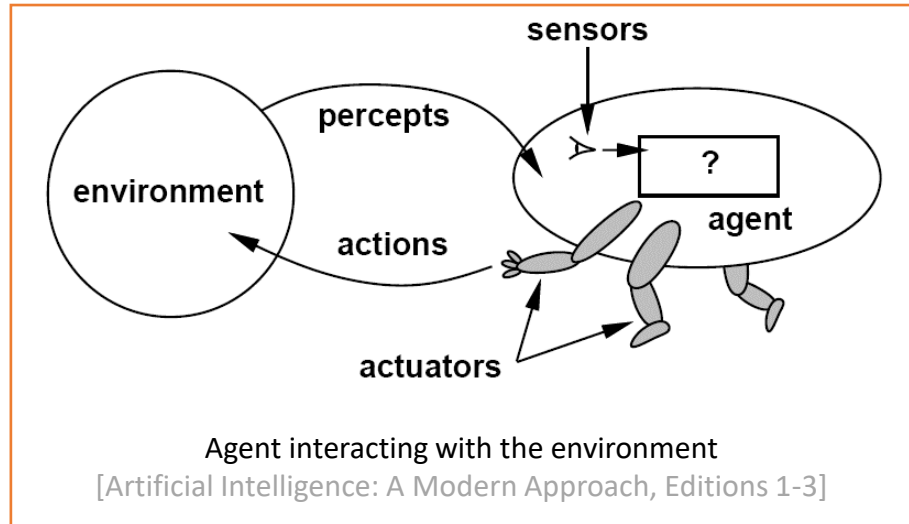 sensors
percepts
environment
?
agent
actions
actuators
Agent interacting with the environment
[Artificial Intelligence: A Modern Approach, Editions 1-3]